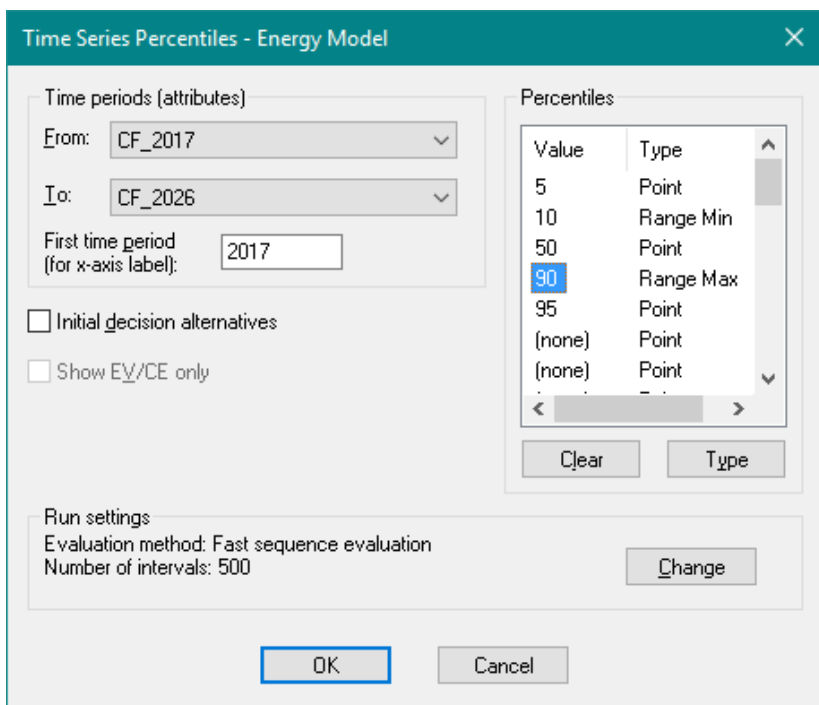 Time Series Percentiles - Energy Model
Time periods (attributes)
From: CF_2017
To: CF_2026
First time period
(for x-axis label): 2017
Initial decision alternatives
Show EV/CE only
Percentiles
Value Type
5 Point
10 Range Min
50 Point
90 Range Max
95 Point
(none) Point
(none) Point
Clear Type
Run settings
Evaluation method: Fast sequence evaluation
Number of intervals: 500
Change
OK Cancel